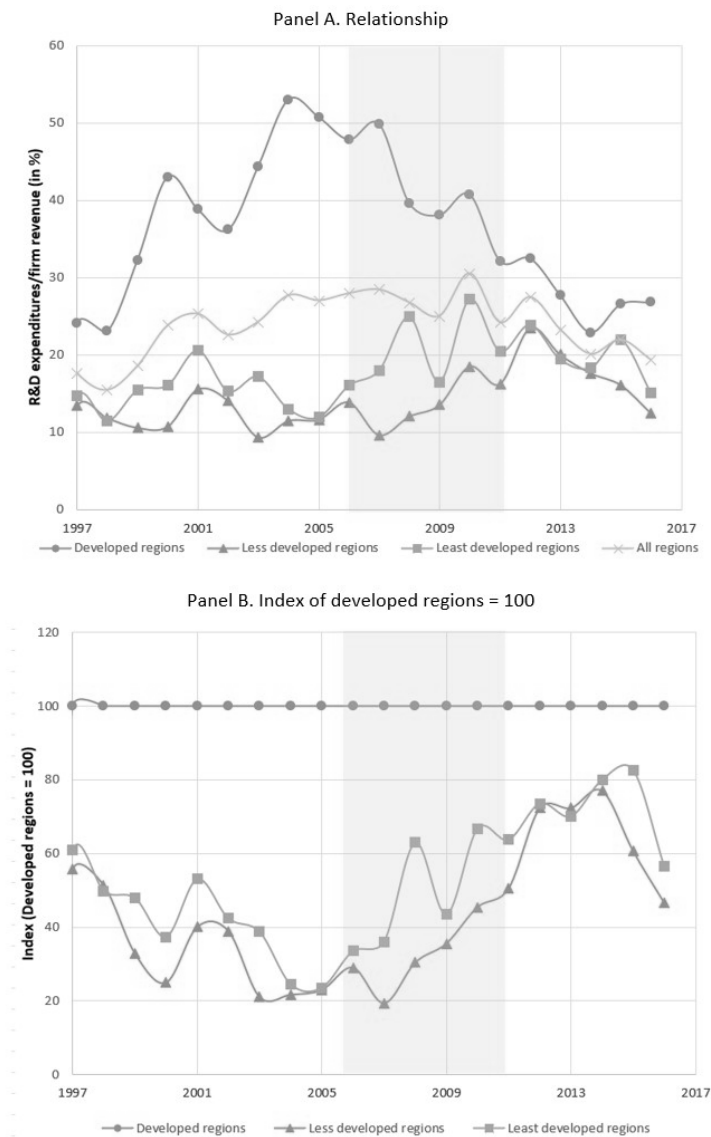 Panel A. Relationship
R&D expenditures/firm revenue (in %)
60
50
40
30
20
10
0
1997 2001 2005 2009 2013 2017
Developed regions Less developed regions Least developed regions All regions
Panel B. Index of developed regions = 100
Index (Developed regions = 100)
120
100
80
60
40
20
0
1997 2001 2005 2009 2013 2017
Developed regions Less developed regions Least developed regions